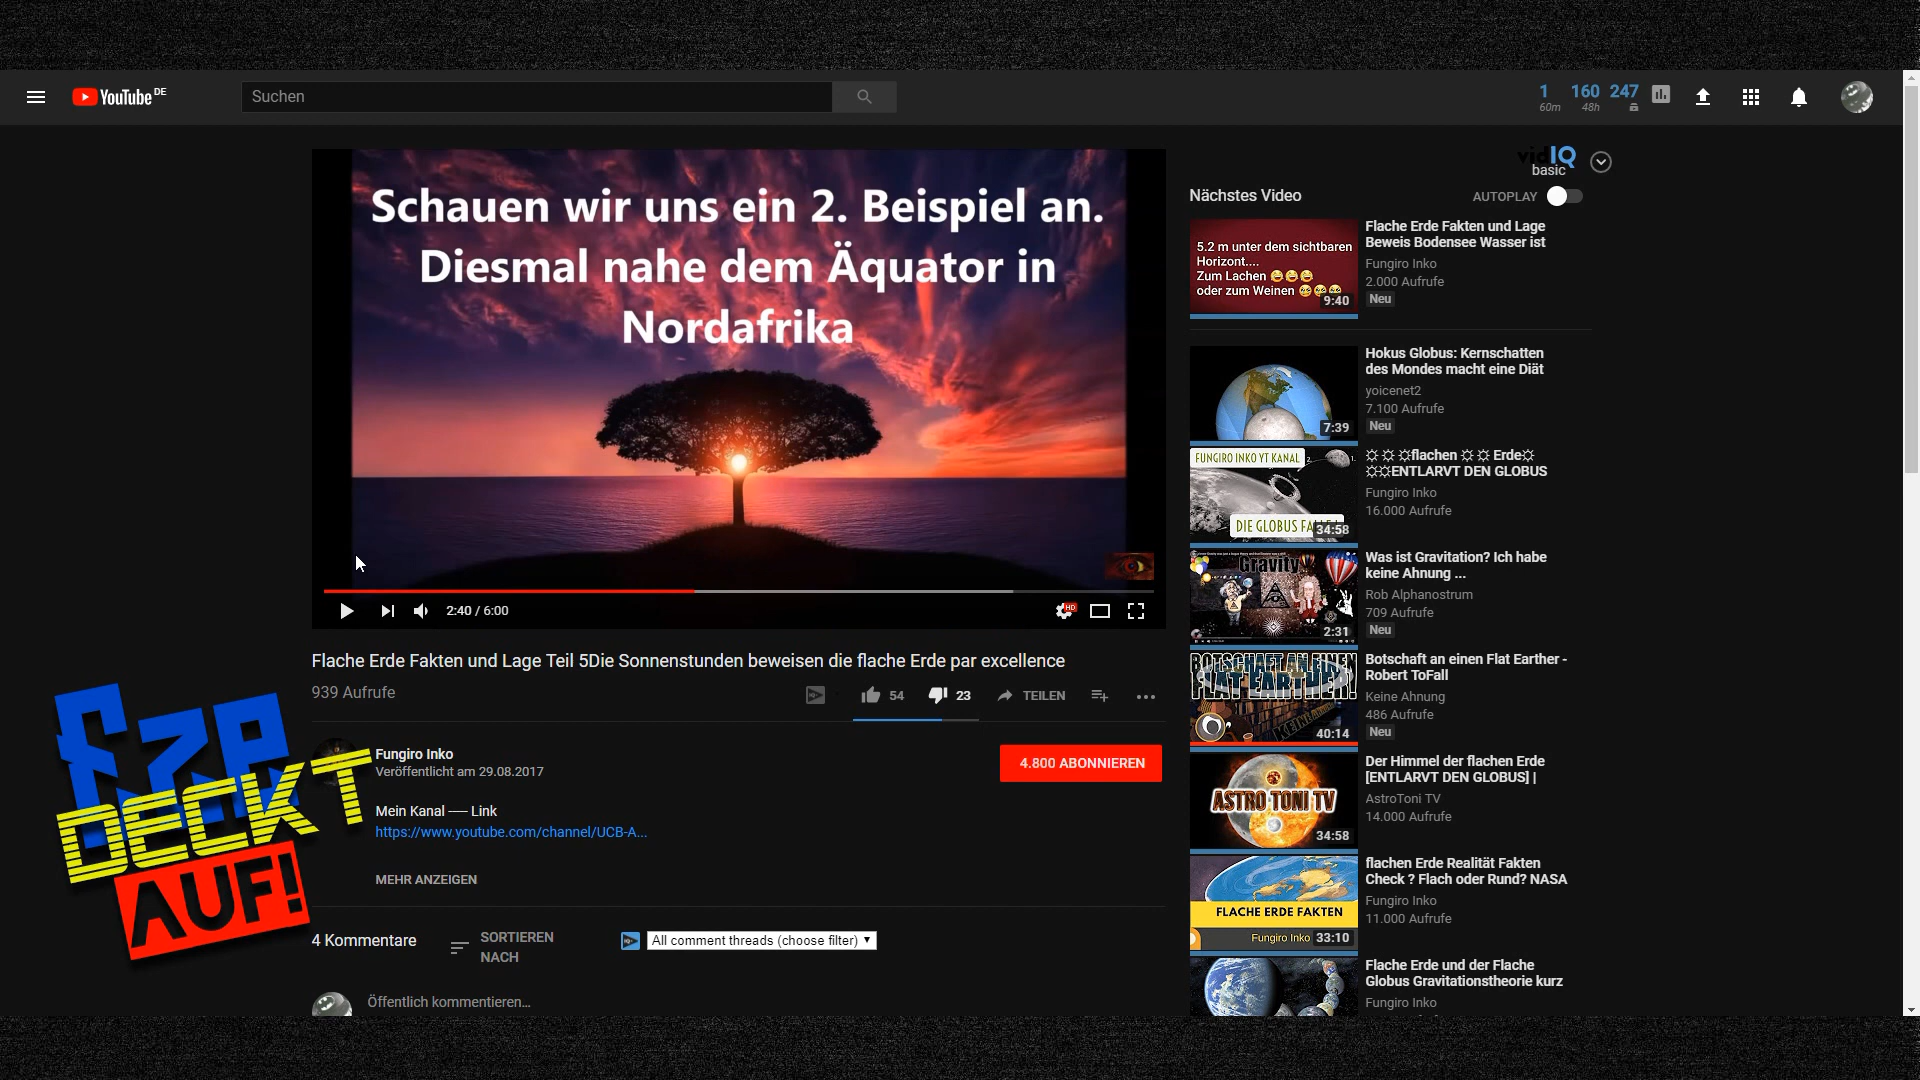 YouTube DE
Suchen
1 160 247
60m 48h
Schauen wir uns ein 2. Beispiel an.
Diesmal nahe dem Äquator in
Nordafrika
2:40 / 6:00
HD
Flache Erde Fakten und Lage Teil 5Die Sonnenstunden beweisen die flache Erde par excellence
939 Aufrufe
54 23 TEILEN
Fungiro Inko
Veröffentlicht am 29.08.2017
4.800 ABONNIEREN
Mein Kanal ── Link
https://www.youtube.com/channel/UCB-A...
MEHR ANZEIGEN
DECKT
AUF!
4 Kommentare
SORTIEREN
NACH
All comment threads (choose filter)
Öffentlich kommentieren...
vidIQ
basic
Nächstes Video
AUTOPLAY
5.2 m unter dem sichtbaren
Horizont....
Zum Lachen 😂😂😂
oder zum Weinen 😭😭😭
9:40
Flache Erde Fakten und Lage
Beweis Bodensee Wasser ist
Fungiro Inko
2.000 Aufrufe
Neu
7:39
Hokus Globus: Kernschatten
des Mondes macht eine Diät
yoicenet2
7.100 Aufrufe
Neu
FUNGIRO INKO YT KANAL
2. 1.
34:58
☼ ☼ ☼flachen ☼ ☼ Erde☼
☼☼ENTLARVT DEN GLOBUS
Fungiro Inko
16.000 Aufrufe
Gravity
2:31
Was ist Gravitation? Ich habe
keine Ahnung ...
Rob Alphanostrum
709 Aufrufe
Neu
BOTSCHAFT AN EINEN
FLAT EARTHER!
40:14
Botschaft an einen Flat Earther -
Robert ToFall
Keine Ahnung
486 Aufrufe
Neu
ASTRO TONI TV
34:58
Der Himmel der flachen Erde
[ENTLARVT DEN GLOBUS] |
AstroToni TV
14.000 Aufrufe
FLACHE ERDE FAKTEN
Fungiro Inko
33:10
flachen Erde Realität Fakten
Check ? Flach oder Rund? NASA
Fungiro Inko
11.000 Aufrufe
Flache Erde und der Flache
Globus Gravitationstheorie kurz
Fungiro Inko